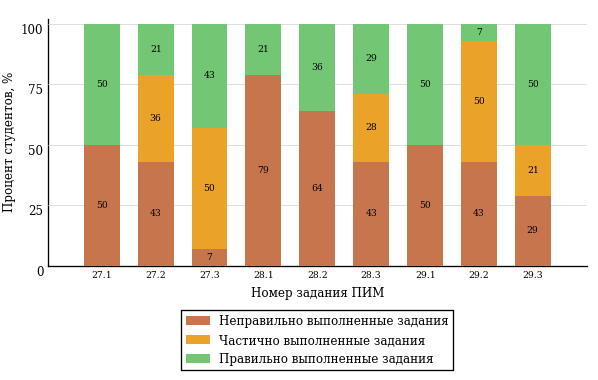 Процент студентов, %
100
75
50
25
0
50 21 43 21 36 29 50 7 50
36 50 28 50 21
50 43 7 79 64 43 50 43 29
27.1 27.2 27.3 28.1 28.2 28.3 29.1 29.2 29.3
Номер задания ПИМ
Неправильно выполненные задания
Частично выполненные задания
Правильно выполненные задания